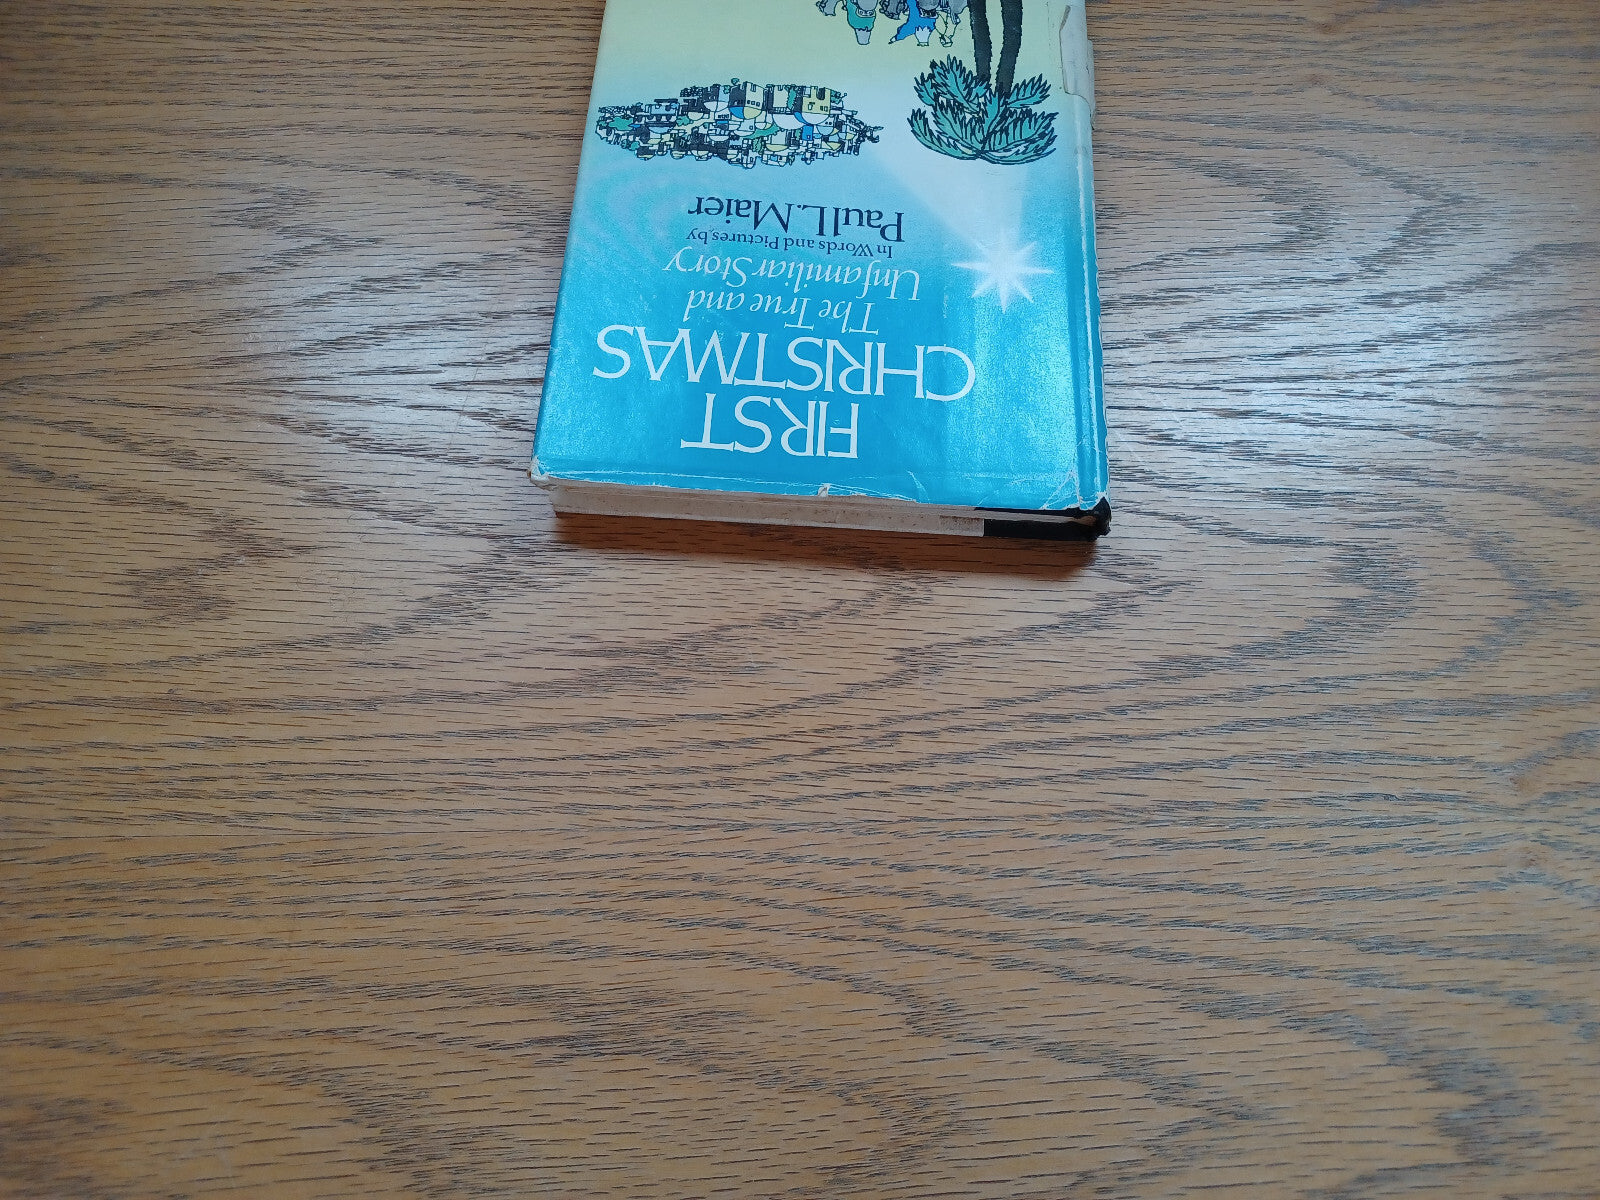 FIRST
CHRISTMAS
The True and
Unfamiliar Story
In Words and Pictures, by
Paul L. Maier